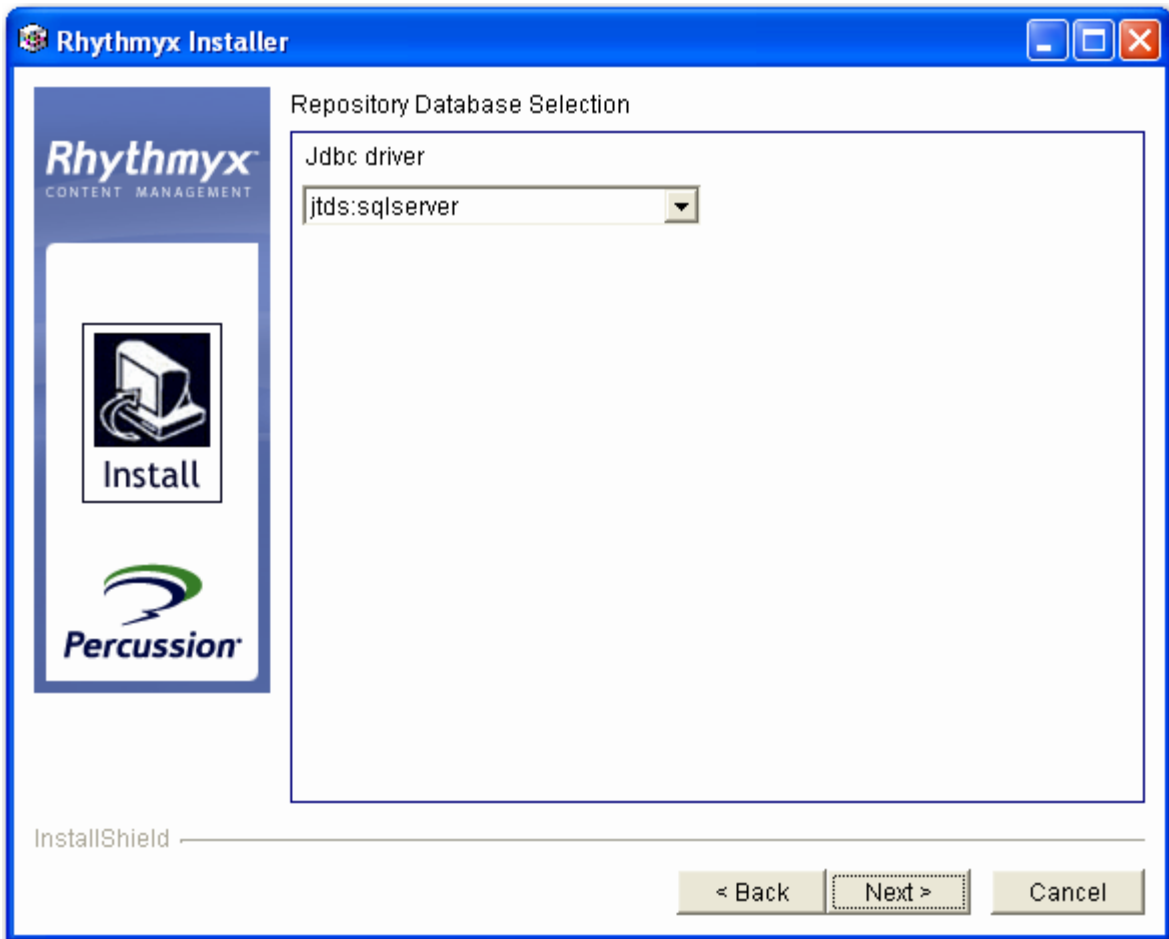 Rhythmyx Installer
Repository Database Selection
Rhythmyx
CONTENT MANAGEMENT
Jdbc driver
jtds:sqlserver
Install
Percussion
InstallShield
< Back
Next >
Cancel